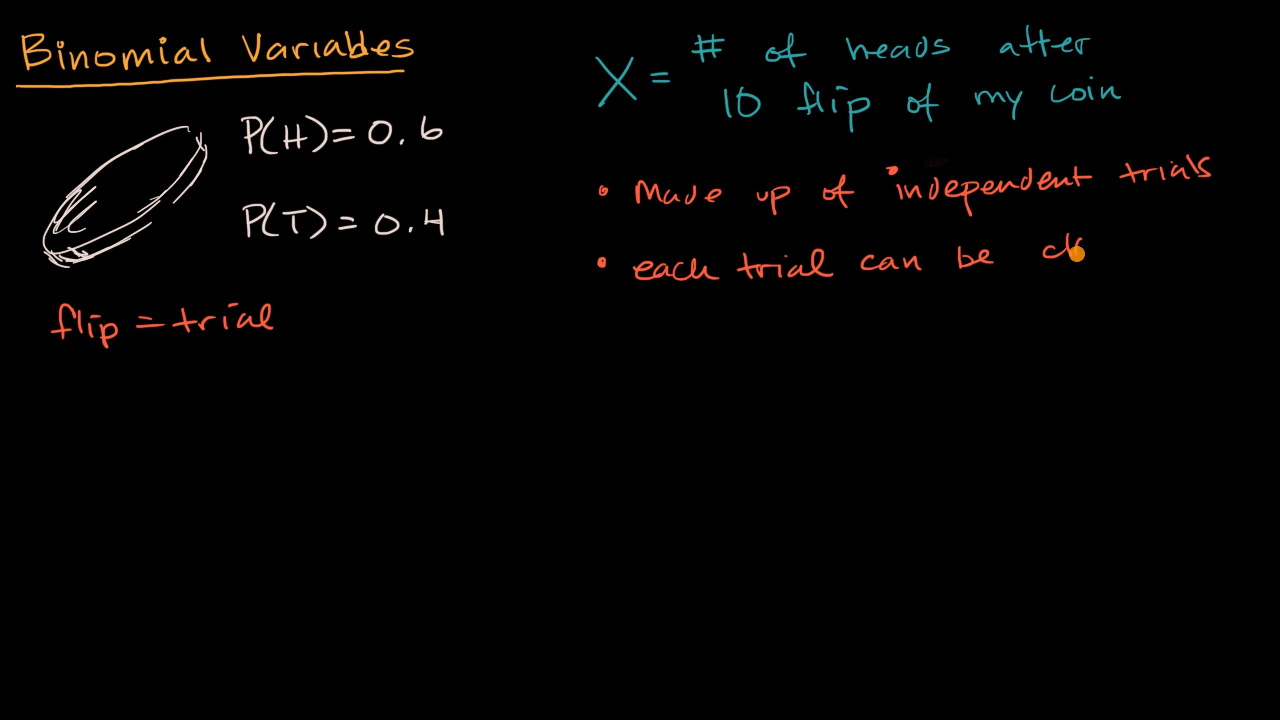 Binomial Variables
P(H) = 0.6
P(T) = 0.4
flip = trial
X = # of heads after
10 flip of my coin
• Made up of independent trials
• each trial can be